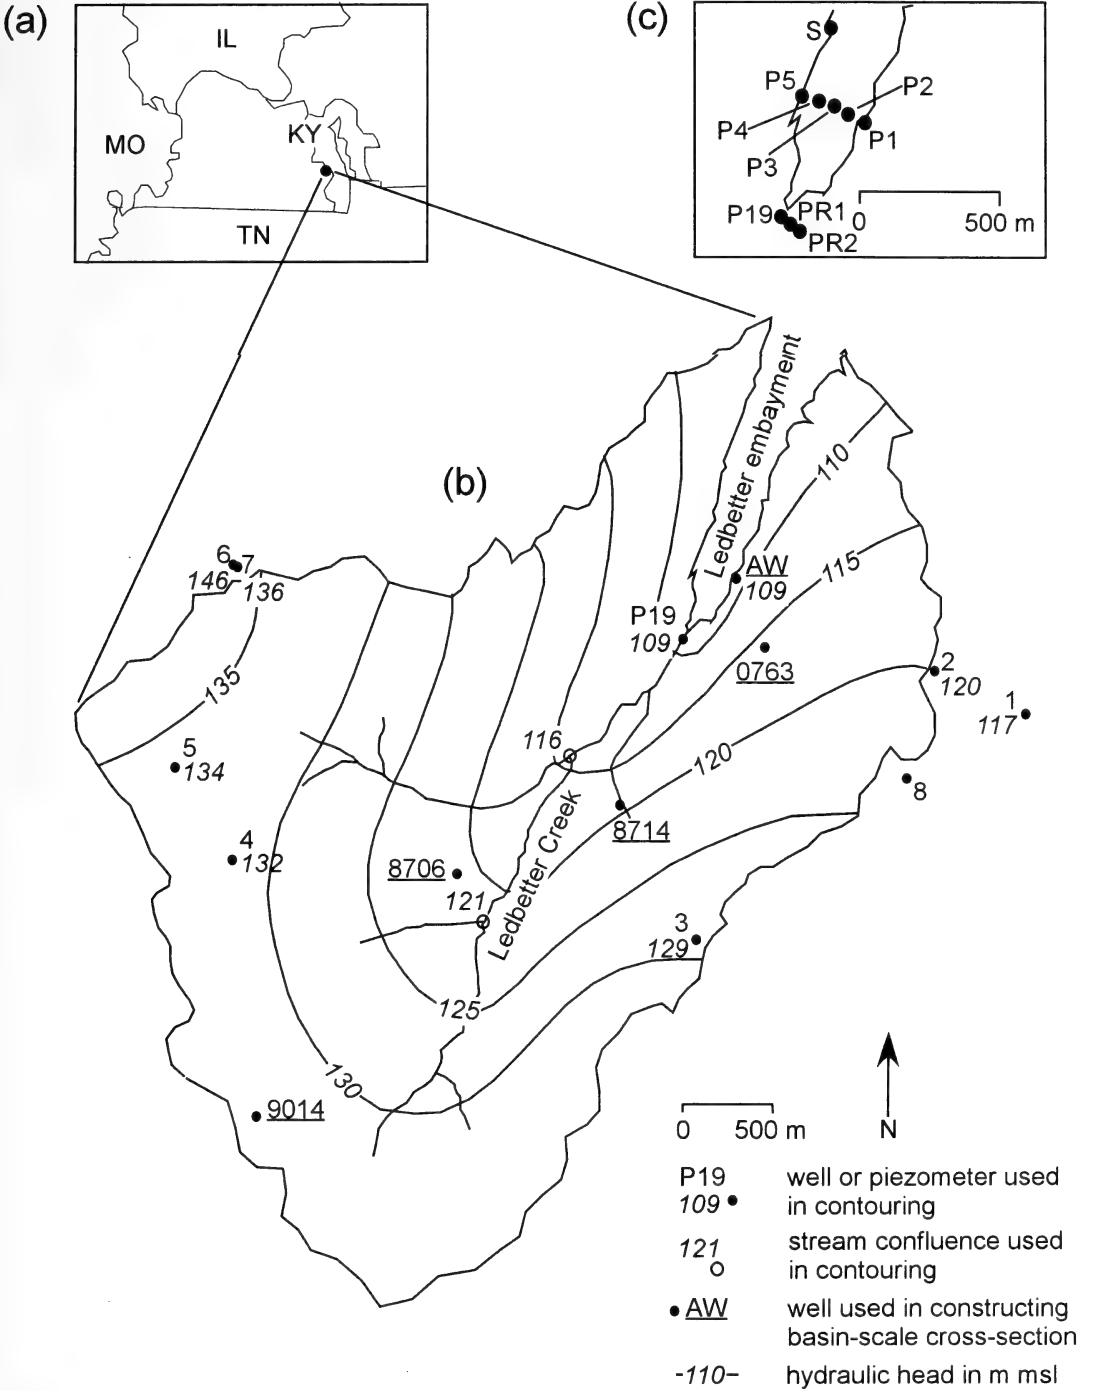 (a)
IL
MO
KY
TN
(c)
S
P5
P2
P4
P1
P3
P19
PR1
PR2
0
500 m
(b)
Ledbetter embayment
110
115
6
7
146
136
AW
109
P19
109
0763
2
120
1
117
135
5
134
116
120
8
4
132
8706
8714
121
Ledbetter Creek
3
129
125
130
9014
0
500 m
N
P19
109
well or piezometer used
in contouring
121
stream confluence used
in contouring
AW
well used in constructing
basin-scale cross-section
-110-
hydraulic head in m msl